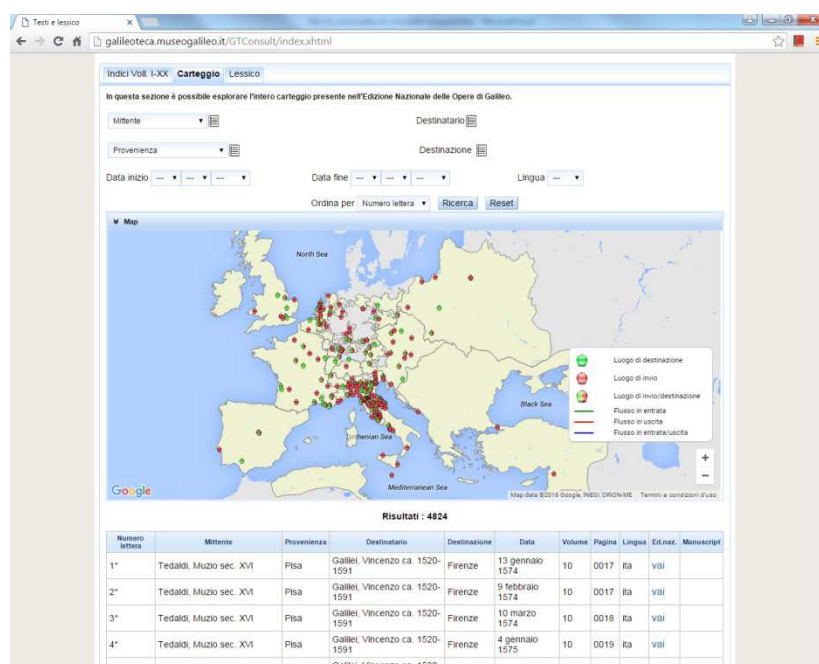 Testi e lessico
galileoteca.museogalileo.it/GTConsult/index.xhtml
Indici Voll. I-XX Carteggio Lessico
In questa sezione è possibile esplorare l'intero carteggio presente nell'Edizione Nazionale delle Opere di Galileo.
Mittente Destinatario
Provenienza Destinazione
Data inizio --- --- --- Data fine --- --- --- Lingua ---
Ordina per Numero lettera Ricerca Reset
Map
North Sea
Luogo di destinazione
Luogo di invio
Luogo di invio/destinazione
Flusso in entrata
Flusso in uscita
Flusso in entrata/uscita
Black Sea
Tyrrhenian Sea
Mediterranean Sea
+
-
Google
Map data ©2016 Google, INEGI, ORION-ME Termini e condizioni d'uso
Risultati : 4824
Numero lettera Mittente Provenienza Destinatario Destinazione Data Volume Pagina Lingua Ed.naz. Manuscript
1* Tedaldi, Muzio sec. XVI Pisa Galilei, Vincenzo ca. 1520-1591 Firenze 13 gennaio 1574 10 0017 ita vai
2* Tedaldi, Muzio sec. XVI Pisa Galilei, Vincenzo ca. 1520-1591 Firenze 9 febbraio 1574 10 0017 ita vai
3* Tedaldi, Muzio sec. XVI Pisa Galilei, Vincenzo ca. 1520-1591 Firenze 10 marzo 1574 10 0018 ita vai
4* Tedaldi, Muzio sec. XVI Pisa Galilei, Vincenzo ca. 1520-1591 Firenze 4 gennaio 1575 10 0019 ita vai